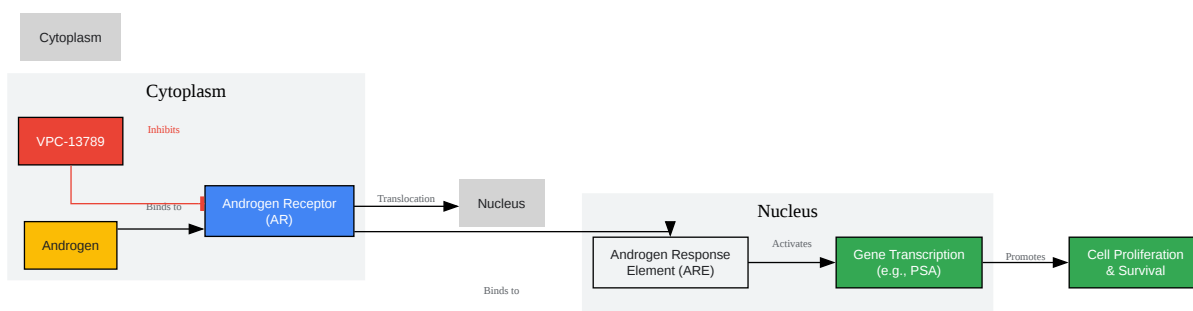 Cytoplasm
Cytoplasm
VPC-13789
Inhibits
Binds to
Androgen
Androgen Receptor
(AR)
Translocation
Nucleus
Binds to
Nucleus
Androgen Response
Element (ARE)
Activates
Gene Transcription
(e.g., PSA)
Promotes
Cell Proliferation
& Survival